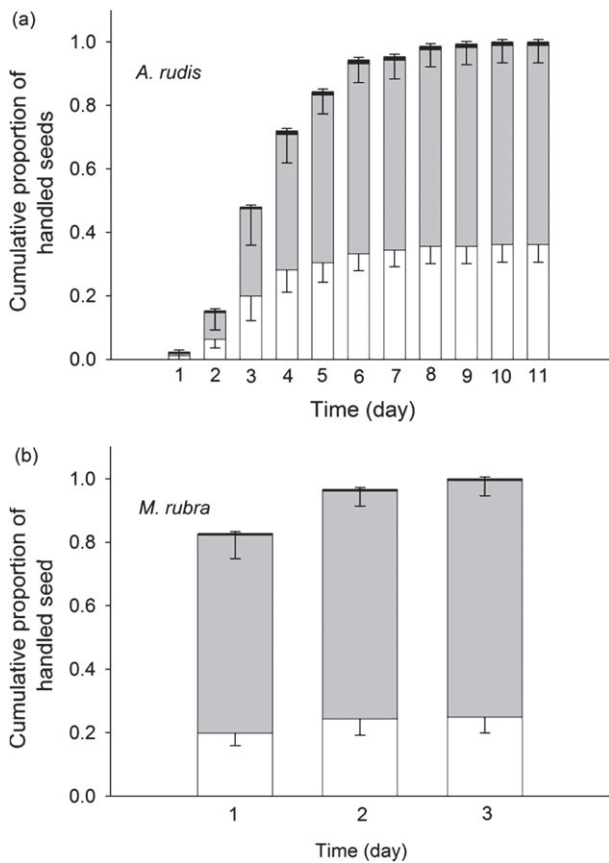 (a)
A. rudis
Cumulative proportion of
handled seeds
1.0
0.8
0.6
0.4
0.2
0.0
1 2 3 4 5 6 7 8 9 10 11
Time (day)
(b)
M. rubra
Cumulative proportion of
handled seed
1.0
0.8
0.6
0.4
0.2
0.0
1 2 3
Time (day)